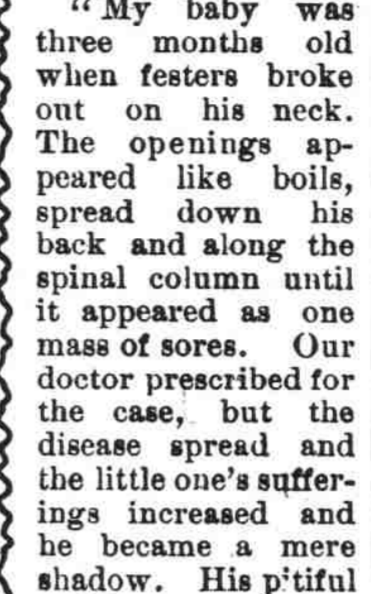 “My baby was
three months old
when festers broke
out on his neck.
The openings ap-
peared like boils,
spread down his
back and along the
spinal column until
it appeared as one
mass of sores. Our
doctor prescribed for
the case, but the
disease spread and
the little one's suffer-
ings increased and
he became a mere
shadow. His pitiful